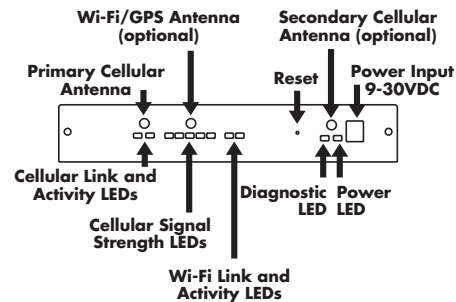 Wi-Fi/GPS Antenna
(optional)
Secondary Cellular
Antenna (optional)
Primary Cellular
Antenna
Reset
Power Input
9-30VDC
Cellular Link and
Activity LEDs
Diagnostic
LED
Power
LED
Cellular Signal
Strength LEDs
Wi-Fi Link and
Activity LEDs